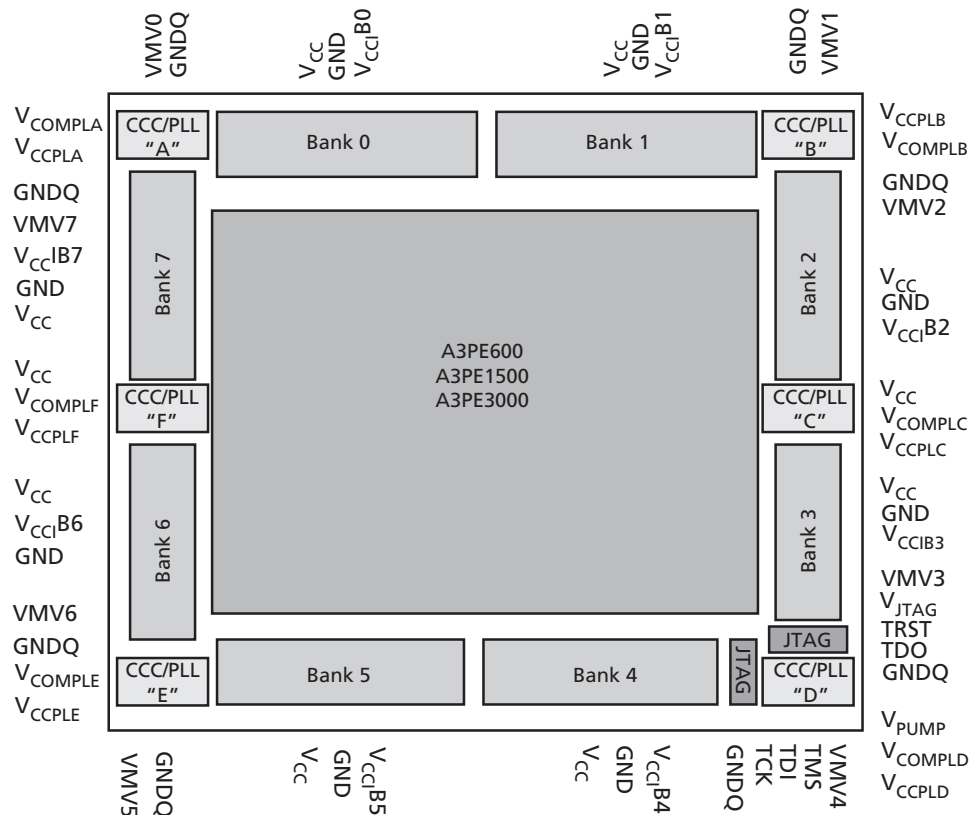 VMV0
GNDQ
VCC
GND
VCCIB0
VCC
GND
VCCIB1
GNDQ
VMV1
VCOMPLA
VCCPLA
GNDQ
VMV7
VCCIB7
GND
VCC
VCC
VCOMPLF
VCCPLF
VCC
VCCIB6
GND
VMV6
GNDQ
VCOMPLE
VCCPLE
CCC/PLL
"A"
Bank 0
Bank 1
CCC/PLL
"B"
Bank 7
Bank 2
A3PE600
A3PE1500
A3PE3000
CCC/PLL
"F"
CCC/PLL
"C"
Bank 6
Bank 3
JTAG
CCC/PLL
"E"
Bank 5
Bank 4
JTAG
CCC/PLL
"D"
VCCPLB
VCOMPLB
GNDQ
VMV2
VCC
GND
VCCIB2
VCC
VCOMPLC
VCCPLC
VCC
GND
VCCIB3
VMV3
VJTAG
TRST
TDO
GNDQ
VPUMP
VCOMPLD
VCCPLD
VMV5
GNDQ
VCC
GND
VCCIB5
VCC
GND
VCCIB4
GNDQ
TCK
TDI
TMS
VMV4